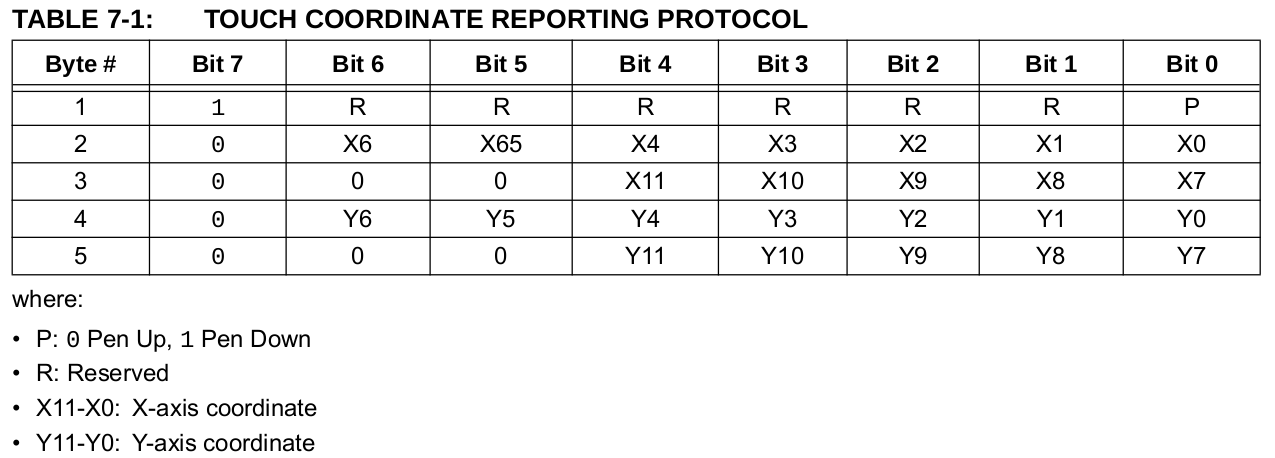 TABLE 7-1: TOUCH COORDINATE REPORTING PROTOCOL
Byte # Bit 7 Bit 6 Bit 5 Bit 4 Bit 3 Bit 2 Bit 1 Bit 0
1 1 R R R R R R P
2 0 X6 X65 X4 X3 X2 X1 X0
3 0 0 0 X11 X10 X9 X8 X7
4 0 Y6 Y5 Y4 Y3 Y2 Y1 Y0
5 0 0 0 Y11 Y10 Y9 Y8 Y7
where:
• P: 0 Pen Up, 1 Pen Down
• R: Reserved
• X11-X0: X-axis coordinate
• Y11-Y0: Y-axis coordinate